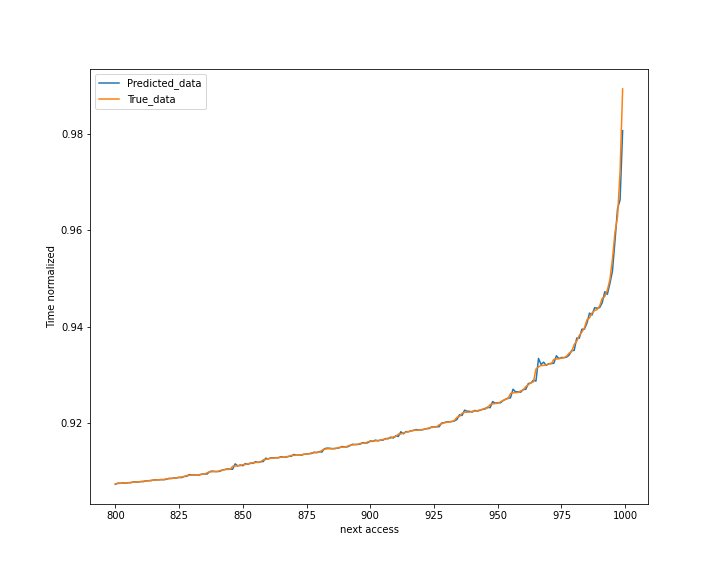 Predicted_data
True_data
0.98
0.96
0.94
0.92
Time normalized
800 825 850 875 900 925 950 975 1000
next access